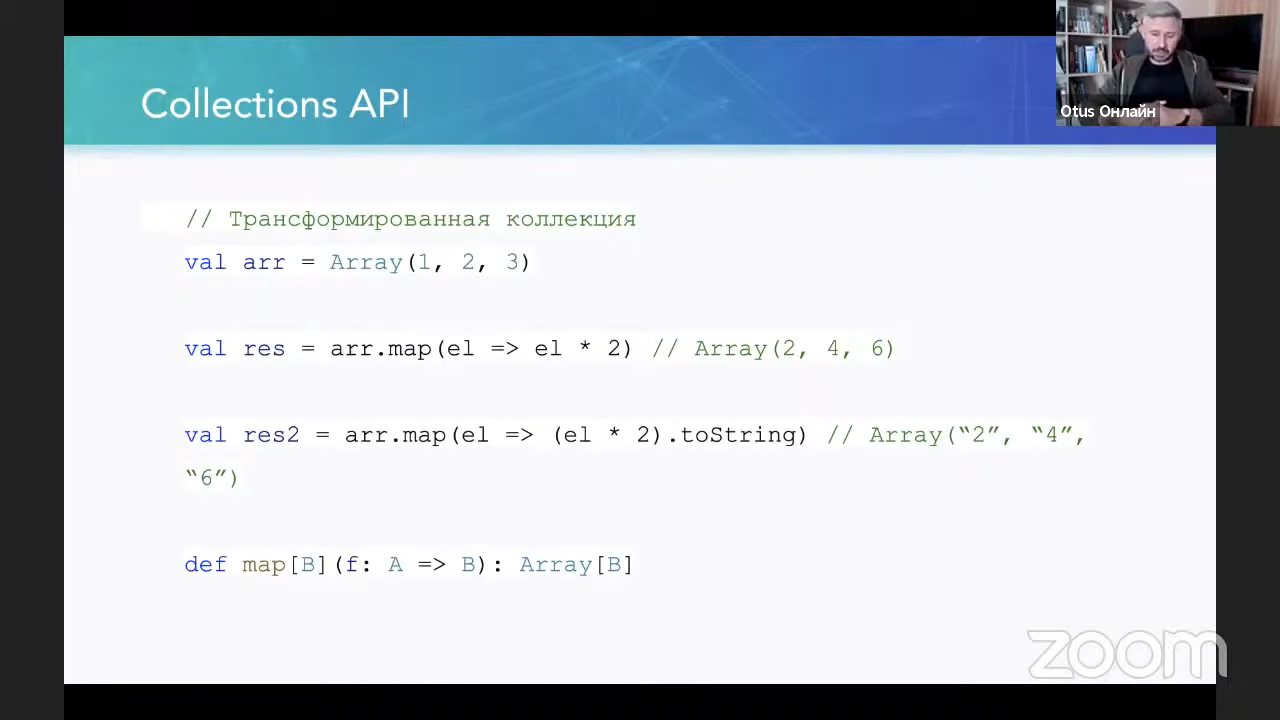 Collections API
Otus Онлайн
// Трансформированная коллекция
val arr = Array(1, 2, 3)
val res = arr.map(el => el * 2) // Array(2, 4, 6)
val res2 = arr.map(el => (el * 2).toString) // Array(“2”, “4”,
“6”)
def map[B](f: A => B): Array[B]
zoom